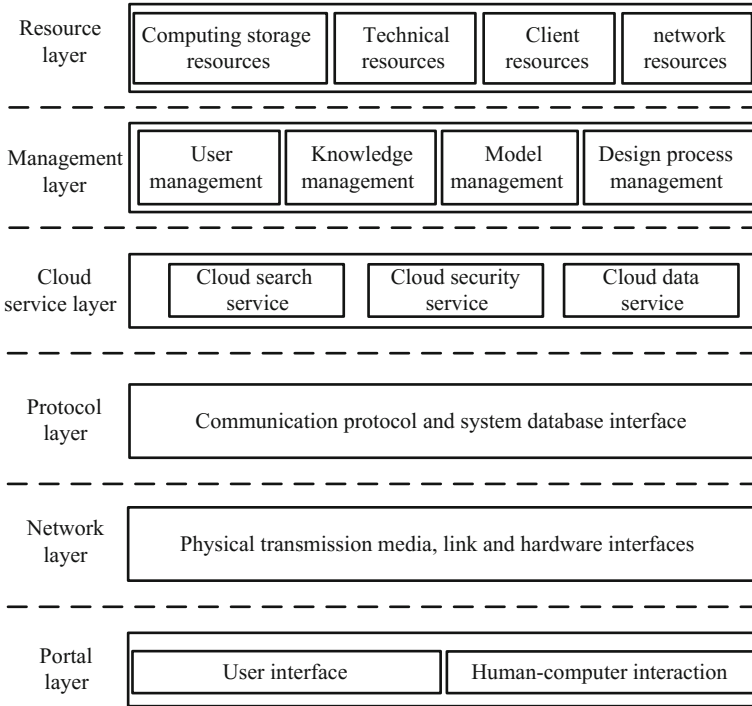 Resource
layer
Computing storage
resources
Technical
resources
Client
resources
network
resources
Management
layer
User
management
Knowledge
management
Model
management
Design process
management
Cloud
service layer
Cloud search
service
Cloud security
service
Cloud data
service
Protocol
layer
Communication protocol and system database interface
Network
layer
Physical transmission media, link and hardware interfaces
Portal
layer
User interface
Human-computer interaction